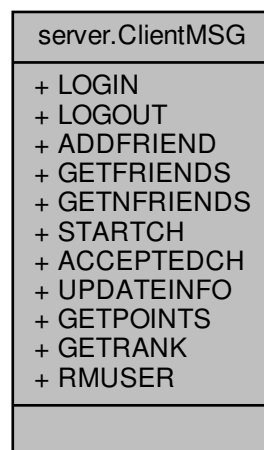 server.ClientMSG
+ LOGIN
+ LOGOUT
+ ADDFRIEND
+ GETFRIENDS
+ GETNFRIENDS
+ STARTCH
+ ACCEPTEDCH
+ UPDATEINFO
+ GETPOINTS
+ GETRANK
+ RMUSER